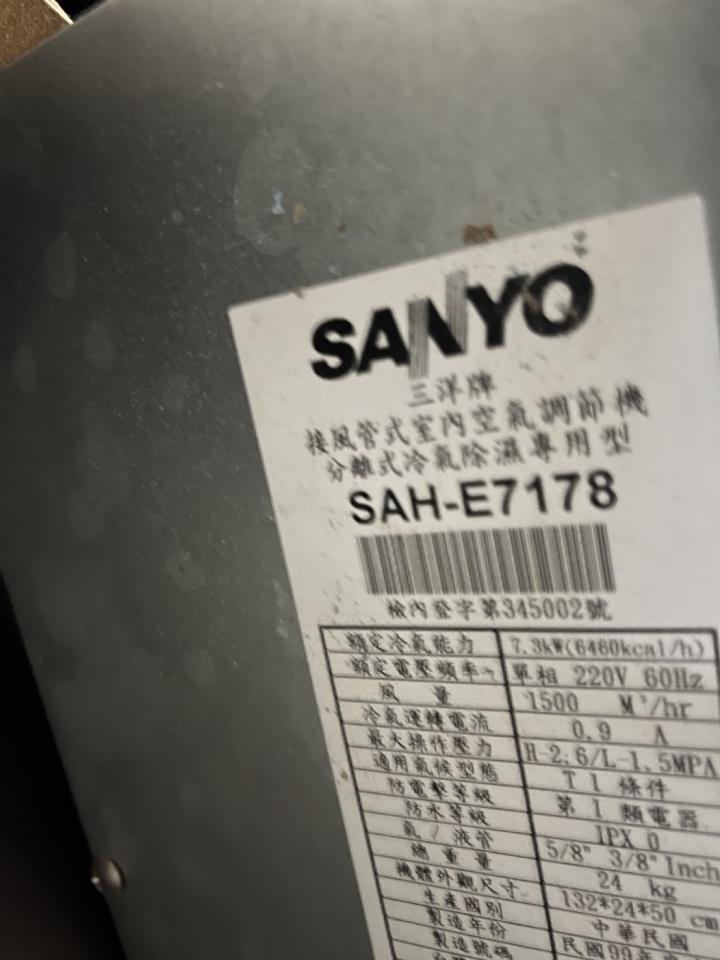 SANYO
三洋牌
接風管式室內空氣調節機
分離式冷氣除濕專用型
SAH-E7178
檢內登字第345002號
額定冷氣能力 7.3kW(6460kcal/h)
額定電壓頻率 單相 220V 60Hz
風 量 1500 M³/hr
冷氣運轉電流 0.9 A
最大操作壓力 H-2.6/L-1.5MPA
適用氣候型態 T1 條件
防電擊等級 第1類電器
防水等級 IPX 0
氣/液管 5/8" 3/8" Inch
總重量 24 kg
機體外觀尺寸 132*24*50 cm
生產國別 中華民國
製造年份 民國99年
製造號碼